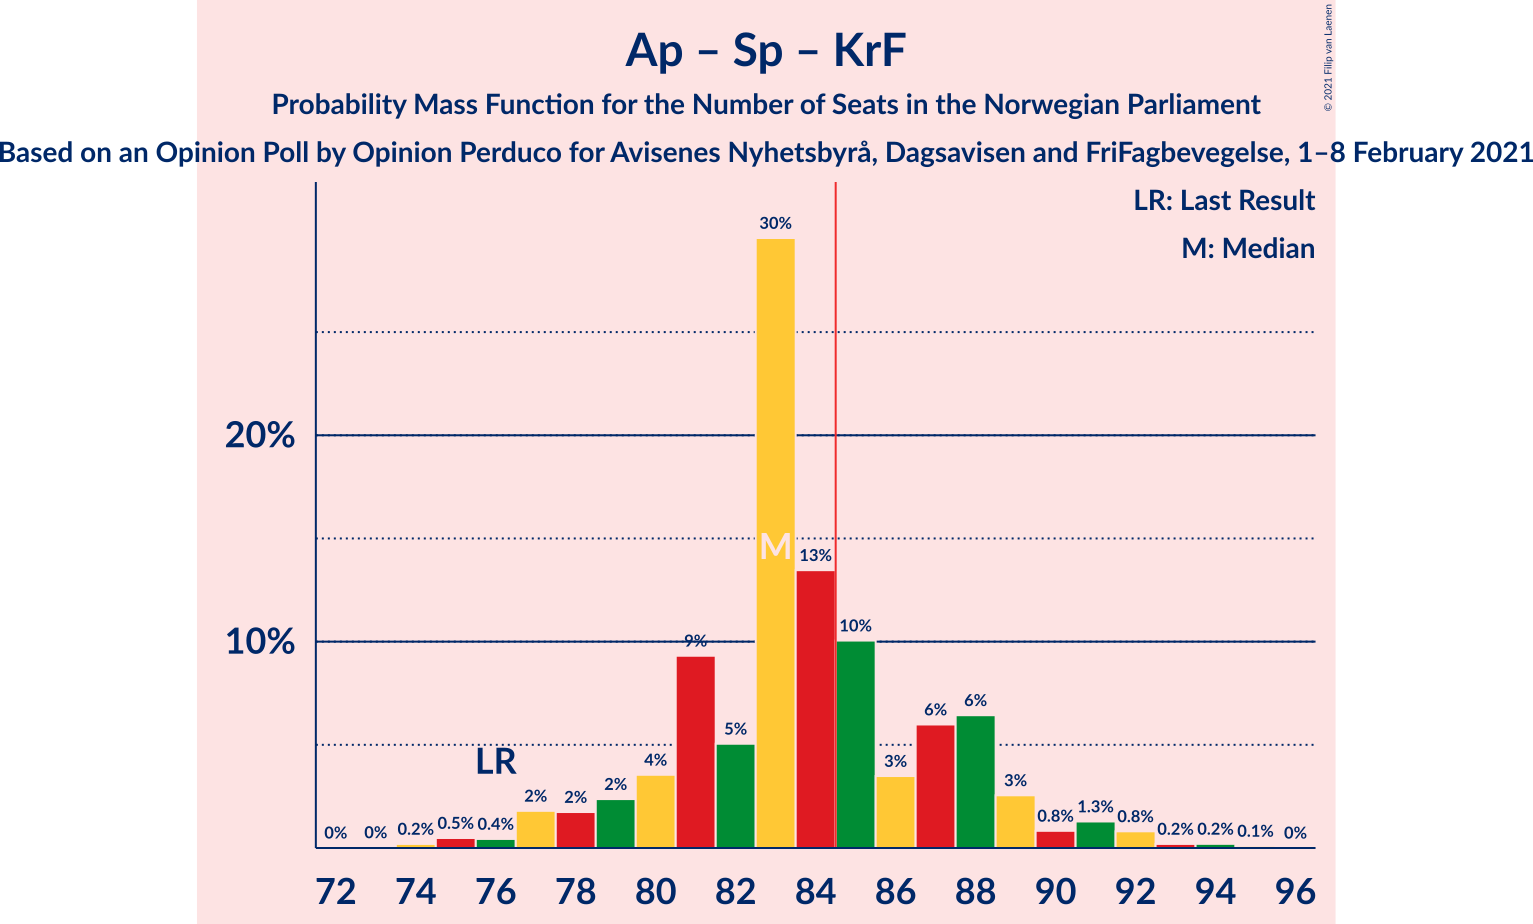 Ap – Sp – KrF
Probability Mass Function for the Number of Seats in the Norwegian Parliament
Based on an Opinion Poll by Opinion Perduco for Avisenes Nyhetsbyrå, Dagsavisen and FriFagbevegelse, 1–8 February 2021
© 2021 Filip van Laenen
LR: Last Result
M: Median
20%
10%
0% 0% 0.2% 0.5% 0.4% 2% 2% 2% 4% 9% 5% 30% 13% 10% 3% 6% 6% 3% 0.8% 1.3% 0.8% 0.2% 0.2% 0.1% 0%
LR
M
72 74 76 78 80 82 84 86 88 90 92 94 96